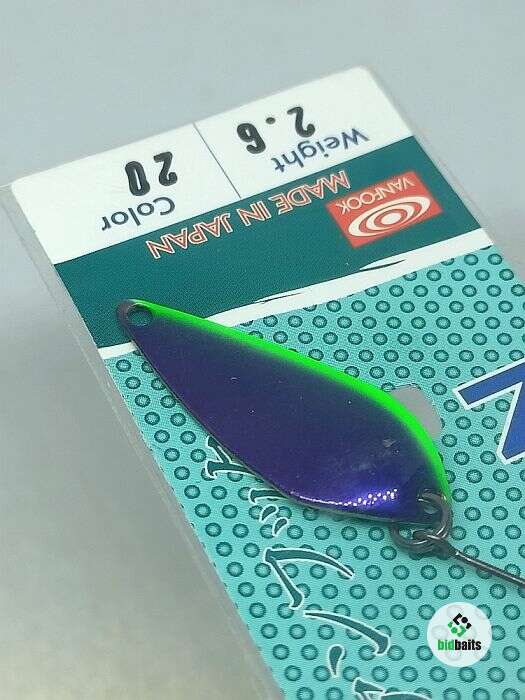 VANFOOK
MADE IN JAPAN
Weight
2.6
Color
20
bidbaits